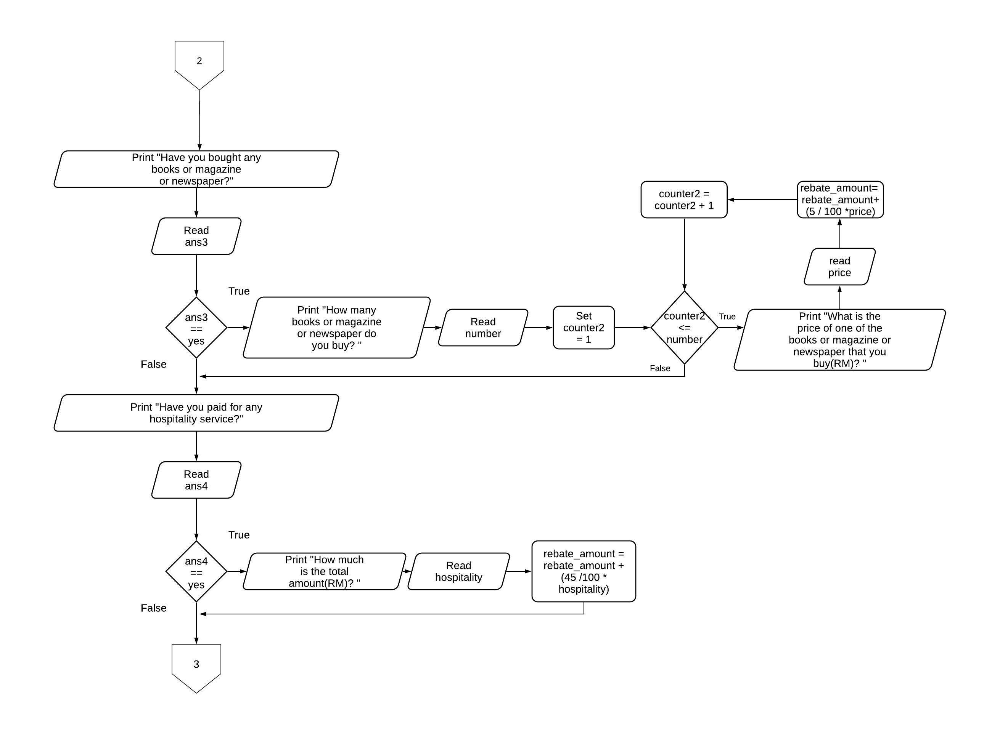 2
Print "Have you bought any
books or magazine
or newspaper?"
Read
ans3
ans3
==
yes
True
False
Print "How many
books or magazine
or newspaper do
you buy? "
Read
number
Set
counter2
= 1
counter2
<=
number
True
False
Print "What is the
price of one of the
books or magazine or
newspaper that you
buy(RM)? "
read
price
rebate_amount=
rebate_amount+
(5 / 100 *price)
counter2 =
counter2 + 1
Print "Have you paid for any
hospitality service?"
Read
ans4
ans4
==
yes
True
False
Print "How much
is the total
amount(RM)? "
Read
hospitality
rebate_amount =
rebate_amount +
(45 /100 *
hospitality)
3